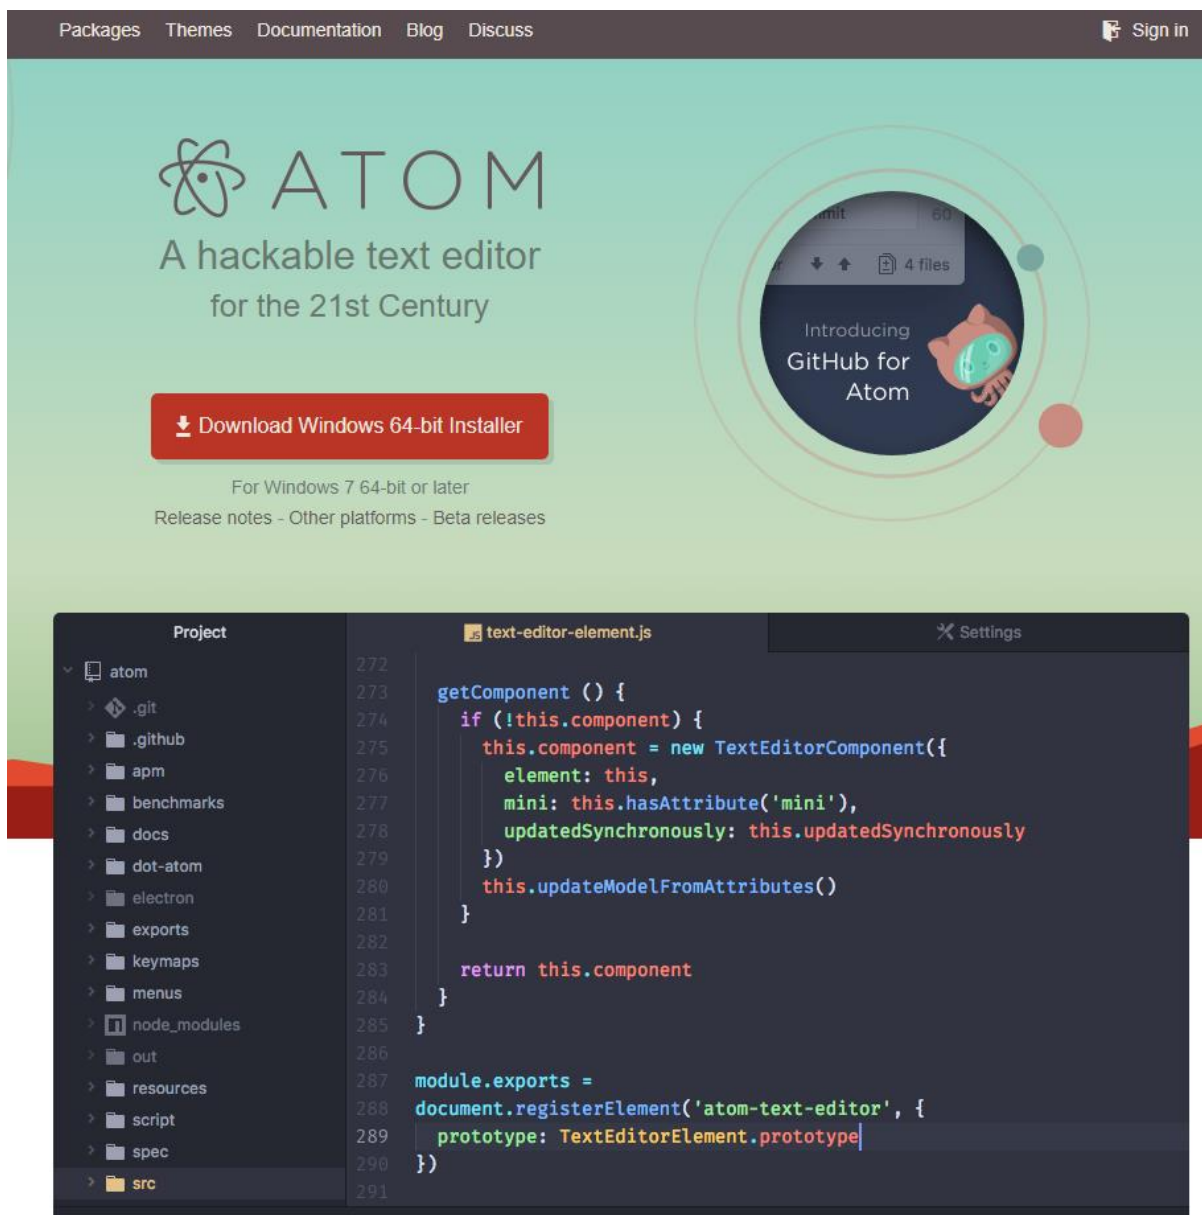 Packages Themes Documentation Blog Discuss Sign in
ATOM
A hackable text editor
for the 21st Century
Download Windows 64-bit Installer
For Windows 7 64-bit or later
Release notes - Other platforms - Beta releases
60
4 files
Introducing
GitHub for
Atom
Project
atom
.git
.github
apm
benchmarks
docs
dot-atom
electron
exports
keymaps
menus
node_modules
out
resources
script
spec
src
text-editor-element.js
Settings
272
273 getComponent () {
274 if (!this.component) {
275 this.component = new TextEditorComponent({
276 element: this,
277 mini: this.hasAttribute('mini'),
278 updatedSynchronously: this.updatedSynchronously
279 })
280 this.updateModelFromAttributes()
281 }
282
283 return this.component
284 }
285 }
286
287 module.exports =
288 document.registerElement('atom-text-editor', {
289 prototype: TextEditorElement.prototype
290 })
291